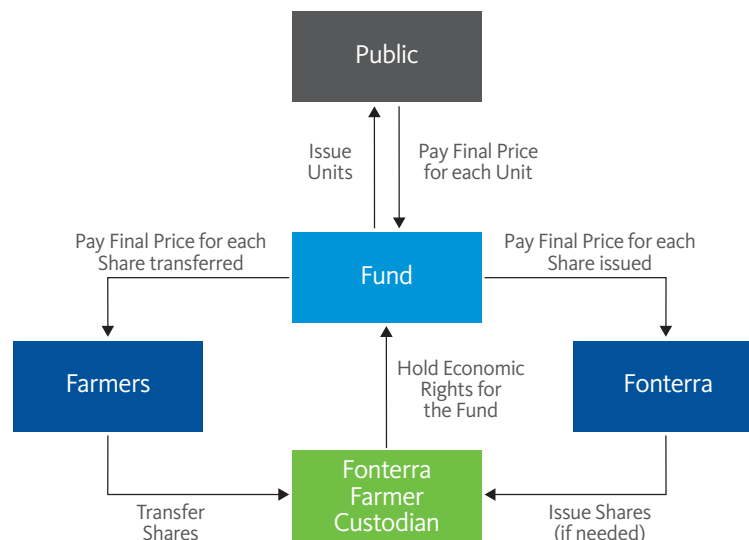 Public
Issue
Units
Pay Final Price
for each Unit
Pay Final Price for each
Share transferred
Fund
Pay Final Price for each
Share issued
Farmers
Hold Economic
Rights for
the Fund
Fonterra
Transfer
Shares
Fonterra
Farmer
Custodian
Issue Shares
(if needed)